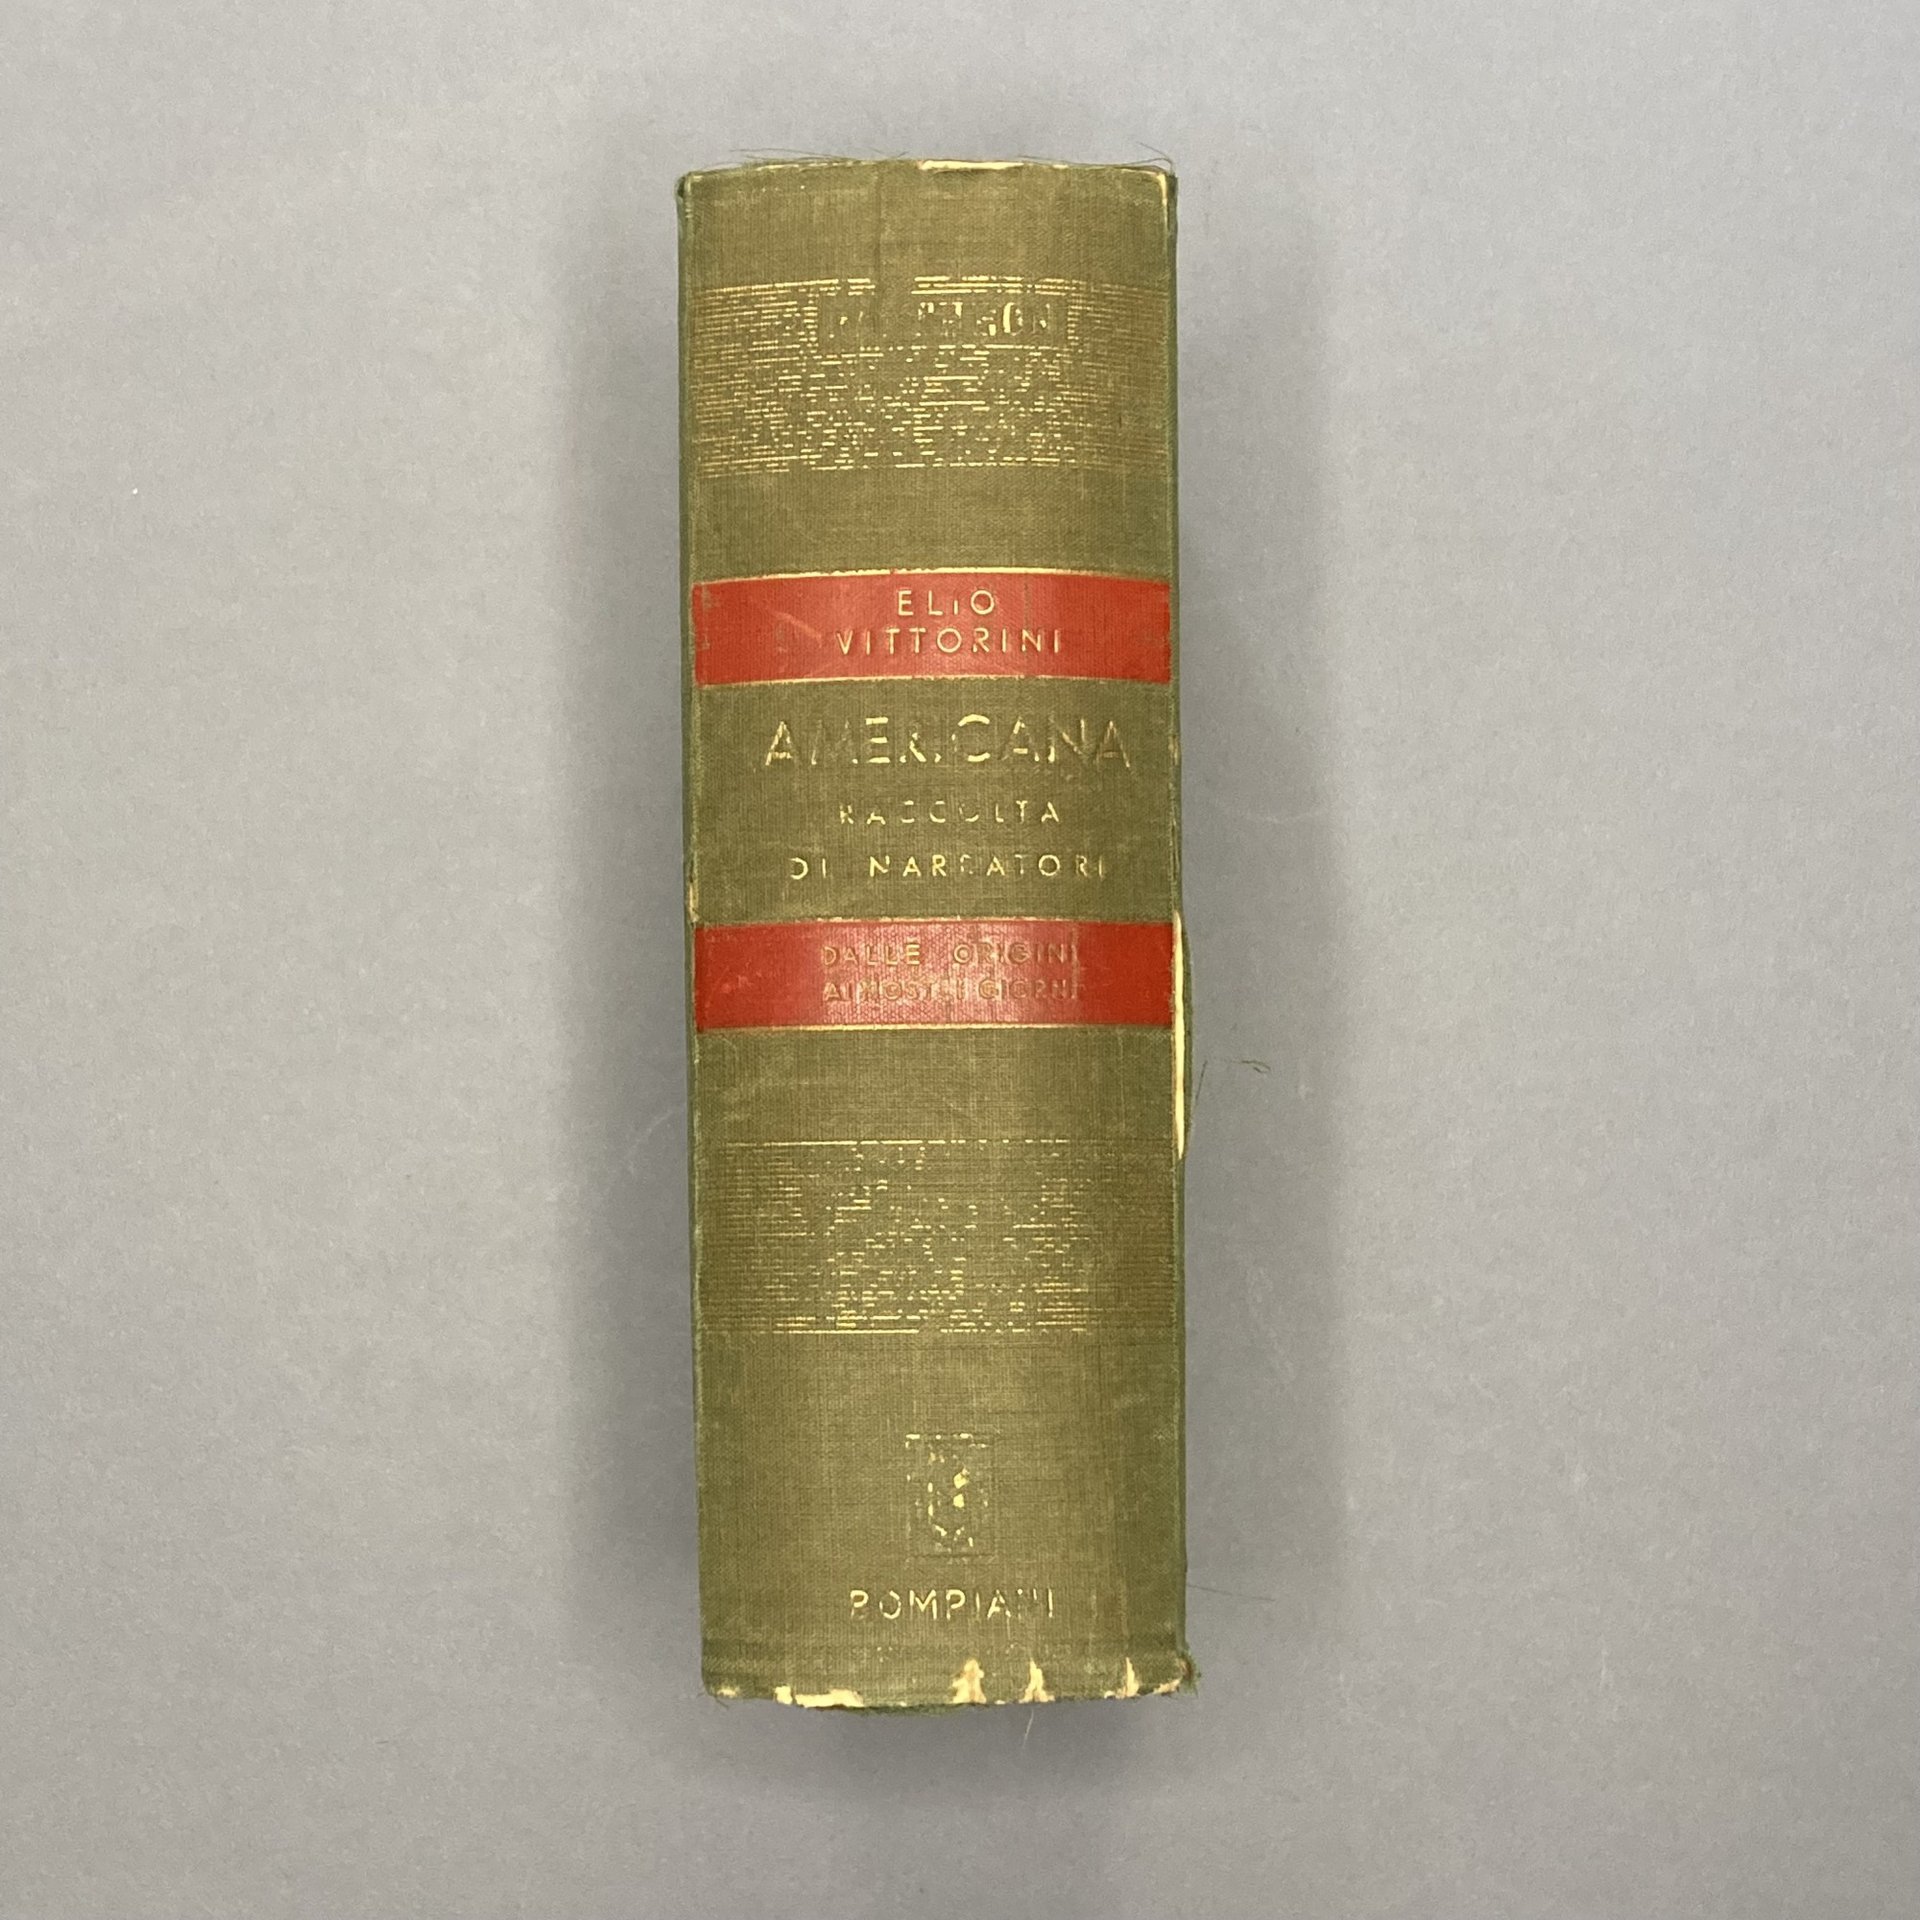 ELIO
VITTORINI
AMERICANA
RACCOLTA
DI NARRATORI
DALLE ORIGINI
AI NOSTRI GIORNI
BOMPIANI